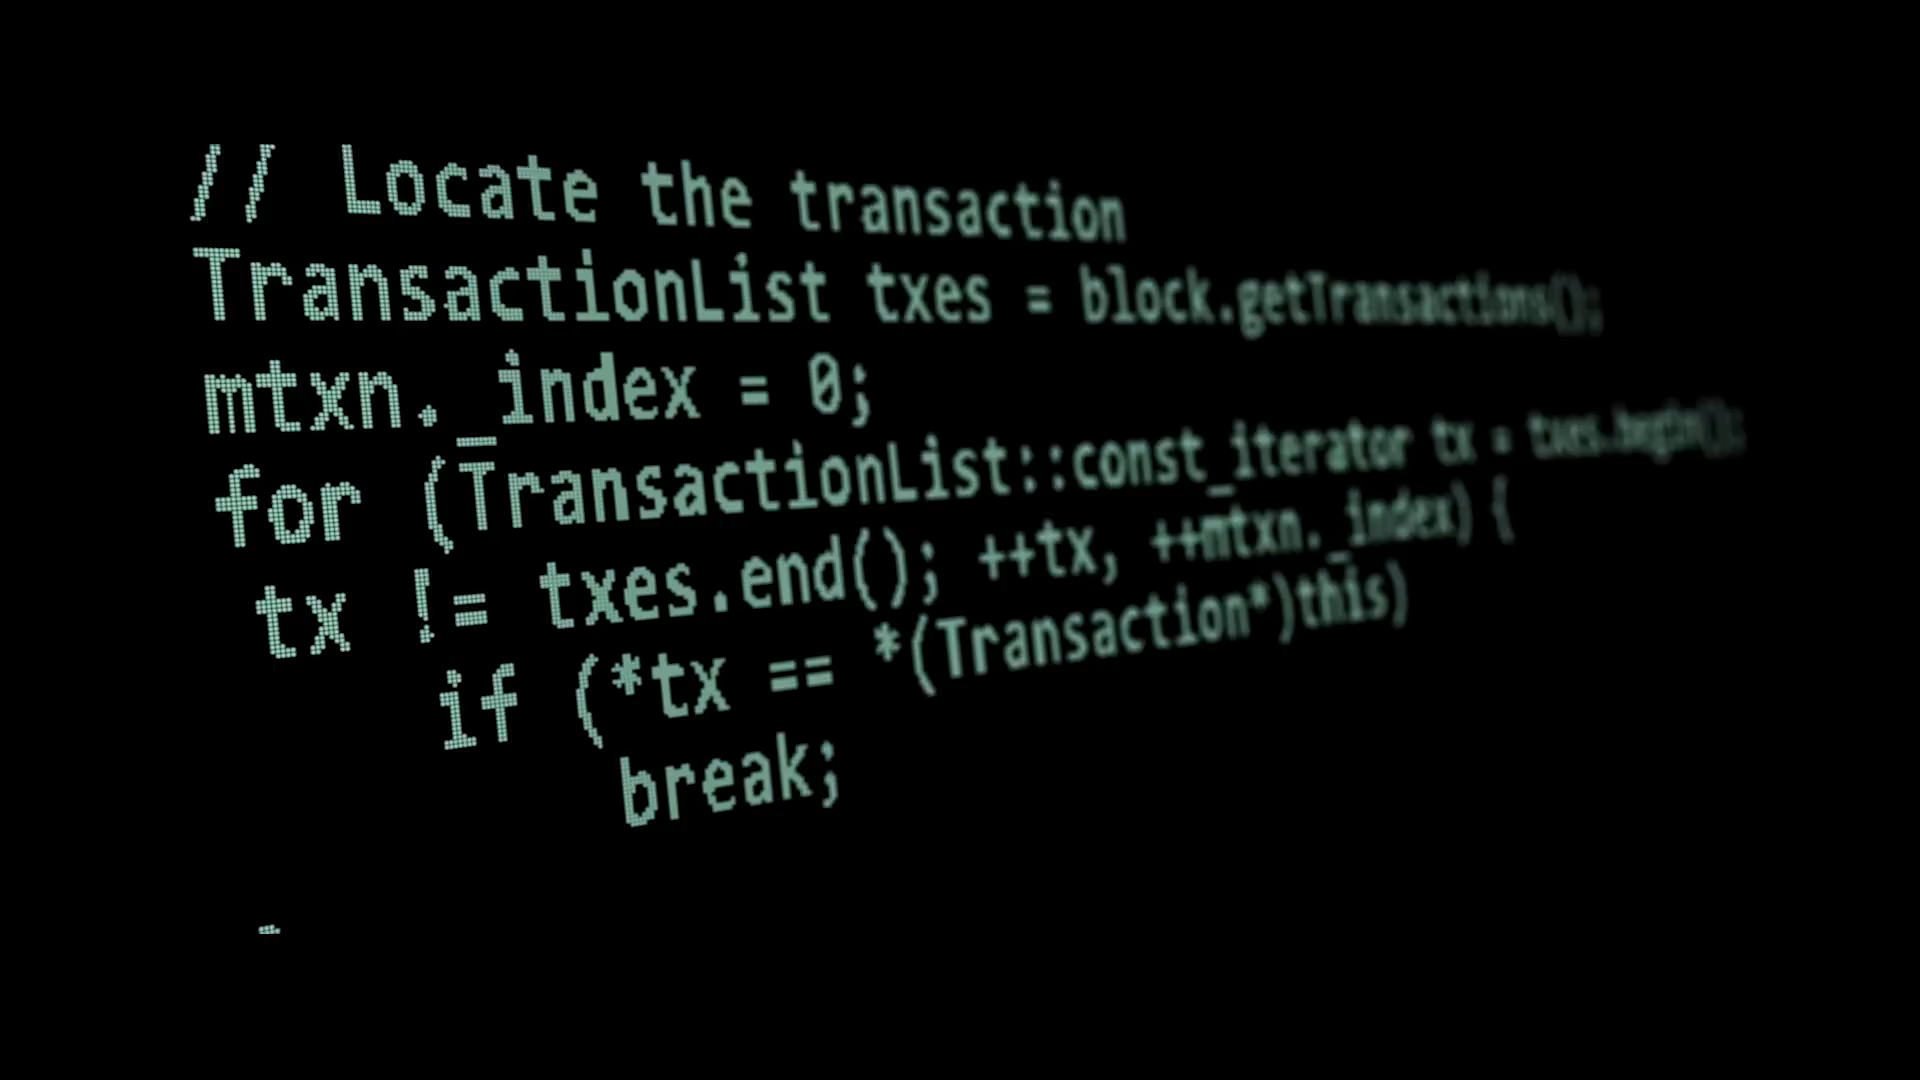 // Locate the transaction
TransactionList txes = block.getTransactions();
mtxn._index = 0;
for (TransactionList::const_iterator tx = txes.begin();
tx != txes.end(); ++tx, ++mtxn._index) {
if (*tx == *(Transaction*)this)
break;